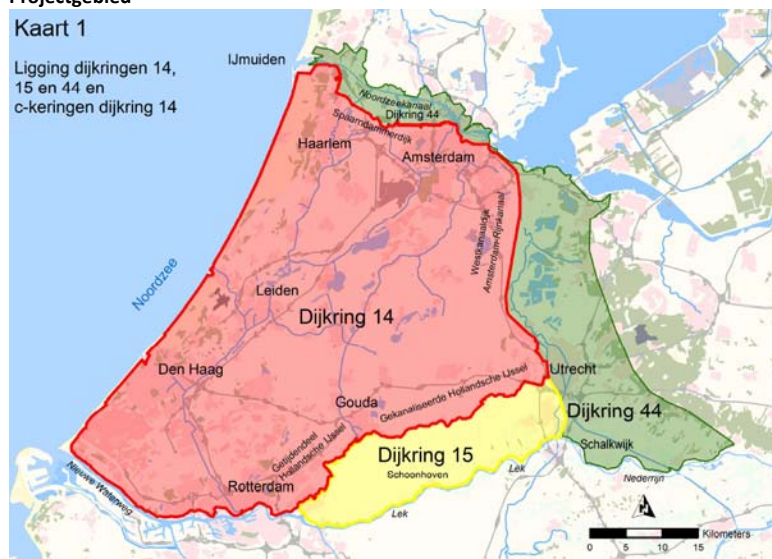 Projectgebied
Kaart 1
Ligging dijkringen 14,
15 en 44 en
c-keringen dijkring 14
IJmuiden
Noordzeekanaal
Dijkring 44
Spaarndammerdijk
Haarlem
Amsterdam
Westkanaaldijk
Amsterdam-Rijnkanaal
Noordzee
Leiden
Dijkring 14
Den Haag
Utrecht
Gouda
Gekanaliseerde Hollandsche IJssel
Dijkring 44
Getijdendeel
Hollandsche IJssel
Dijkring 15
Schoonhoven
Schalkwijk
Nieuwe Waterweg
Rotterdam
Lek
Nederrijn
Lek
Kilometers
0 5 10 15